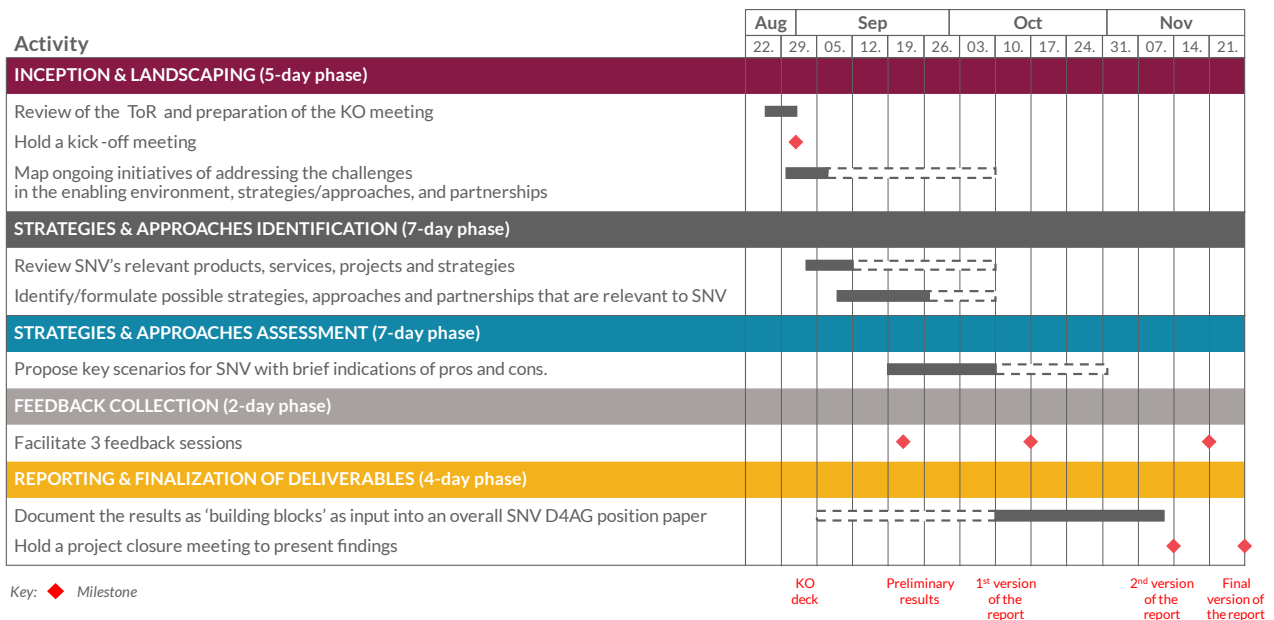 Aug Sep Oct Nov
Activity 22. 29. 05. 12. 19. 26. 03. 10. 17. 24. 31. 07. 14. 21.
INCEPTION & LANDSCAPING (5-day phase)
Review of the ToR and preparation of the KO meeting
Hold a kick-off meeting
Map ongoing initiatives of addressing the challenges
in the enabling environment, strategies/approaches, and partnerships
STRATEGIES & APPROACHES IDENTIFICATION (7-day phase)
Review SNV's relevant products, services, projects and strategies
Identify/formulate possible strategies, approaches and partnerships that are relevant to SNV
STRATEGIES & APPROACHES ASSESSMENT (7-day phase)
Propose key scenarios for SNV with brief indications of pros and cons.
FEEDBACK COLLECTION (2-day phase)
Facilitate 3 feedback sessions
REPORTING & FINALIZATION OF DELIVERABLES (4-day phase)
Document the results as 'building blocks' as input into an overall SNV D4AG position paper
Hold a project closure meeting to present findings
Key: Milestone
KO
deck
Preliminary
results
1st version
of the
report
2nd version
of the
report
Final
version of
the report